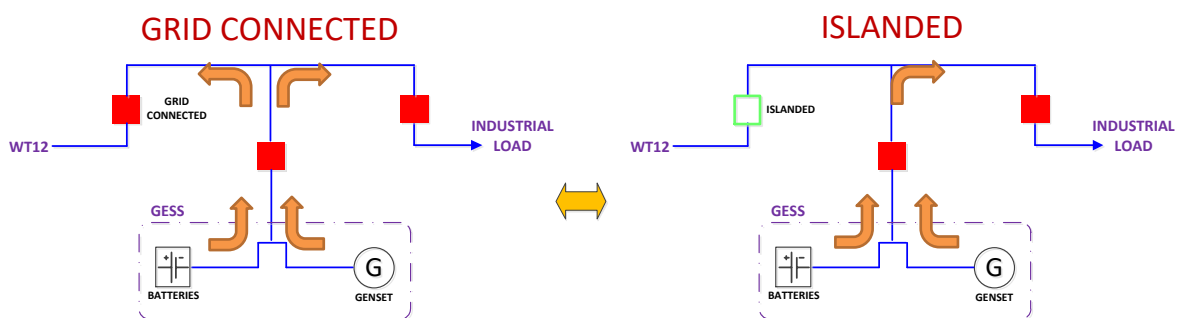 GRID CONNECTED
GRID
CONNECTED
WT12
INDUSTRIAL
LOAD
GESS
BATTERIES
G
GENSET
ISLANDED
ISLANDED
WT12
INDUSTRIAL
LOAD
GESS
BATTERIES
G
GENSET